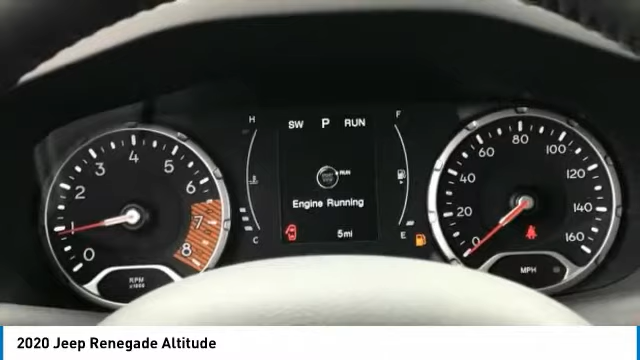 H
SW P RUN
F
RUN
Engine Running
5mi
C
E
0
1
2
3
4
5
6
7
8
RPM
x1000
0
20
40
60
80
100
120
140
160
MPH
2020 Jeep Renegade Altitude